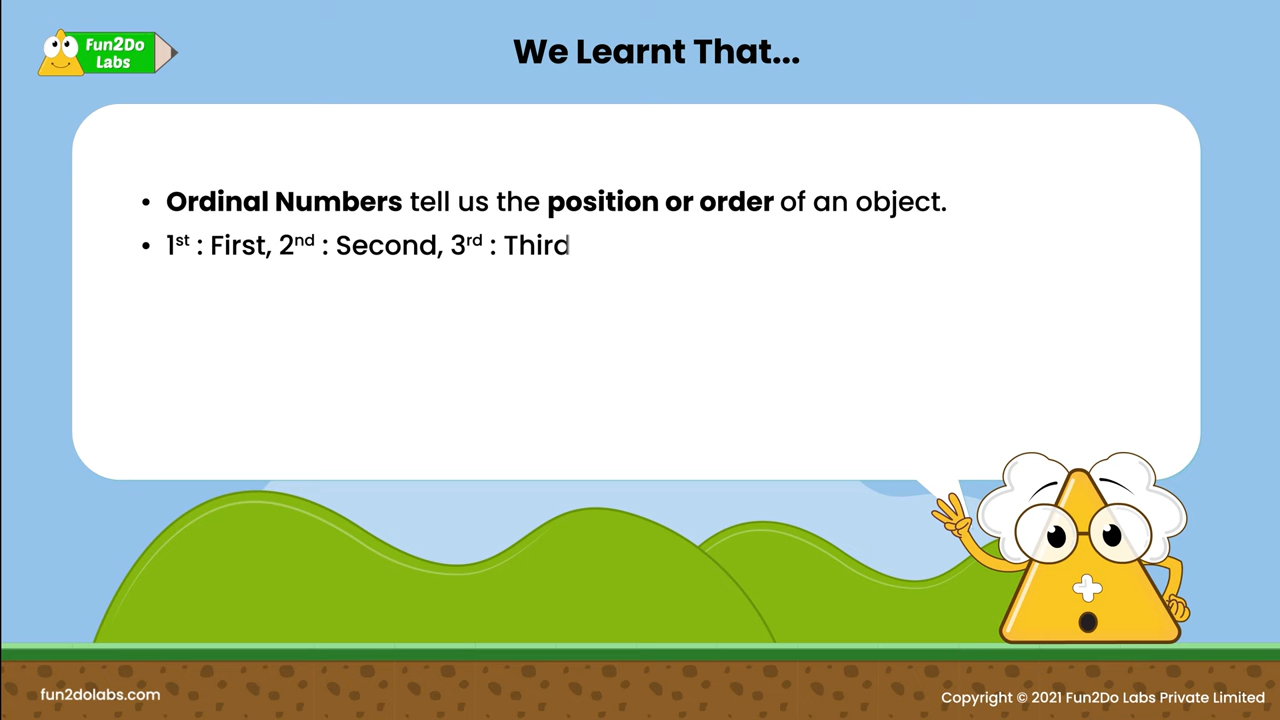 Fun2Do
Labs
We Learnt That...
• Ordinal Numbers tell us the position or order of an object.
• 1st : First, 2nd : Second, 3rd : Third
fun2dolabs.com
Copyright © 2021 Fun2Do Labs Private Limited